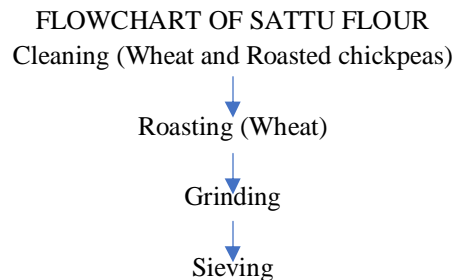 FLOWCHART OF SATTU FLOUR
Cleaning (Wheat and Roasted chickpeas)
Roasting (Wheat)
Grinding
Sieving